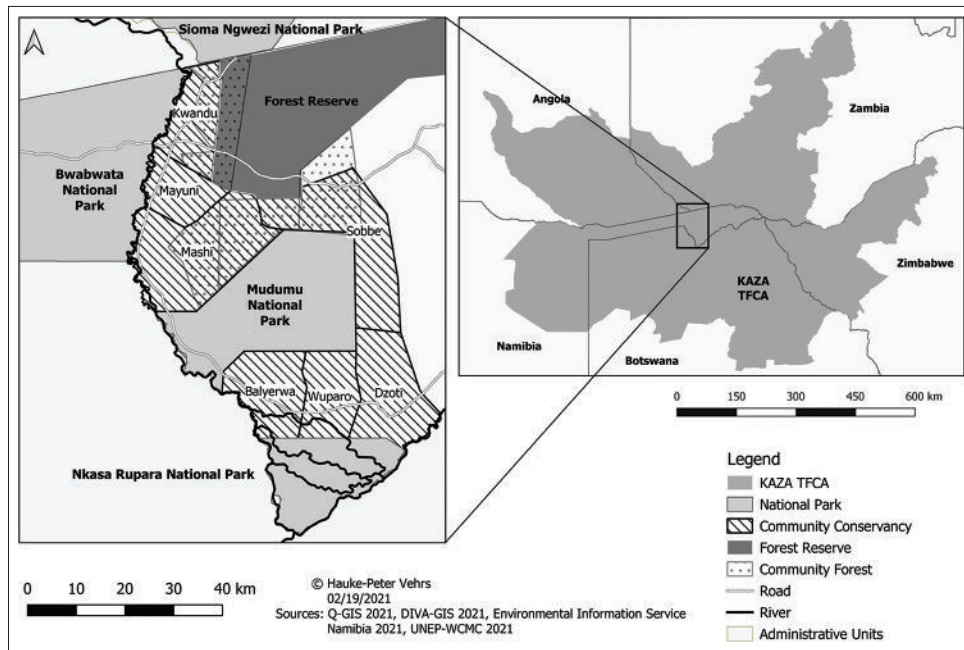 Sioma Ngwezi National Park
Forest Reserve
Kwandu
Bwabwata
National
Park
Mayuni
Mashi
Sobbe
Mudumu
National
Park
Balyerwa
Wuparo
Dzoti
Nkasa Rupara National Park
Angola
Zambia
Zimbabwe
KAZA
TFCA
Namibia
Botswana
0 150 300 450 600 km
Legend
KAZA TFCA
National Park
Community Conservancy
Forest Reserve
Community Forest
Road
River
Administrative Units
0 10 20 30 40 km
© Hauke-Peter Vehrs
02/19/2021
Sources: Q-GIS 2021, DIVA-GIS 2021, Environmental Information Service
Namibia 2021, UNEP-WCMC 2021